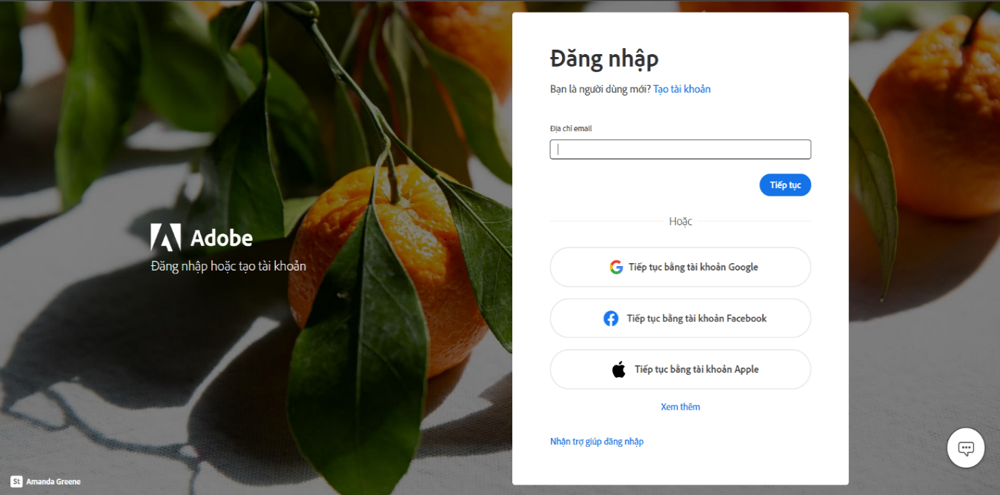 Adobe
Đăng nhập hoặc tạo tài khoản
St Amanda Greene
Đăng nhập
Bạn là người dùng mới? Tạo tài khoản
Địa chỉ email
Tiếp tục
Hoặc
Tiếp tục bằng tài khoản Google
Tiếp tục bằng tài khoản Facebook
Tiếp tục bằng tài khoản Apple
Xem thêm
Nhận trợ giúp đăng nhập